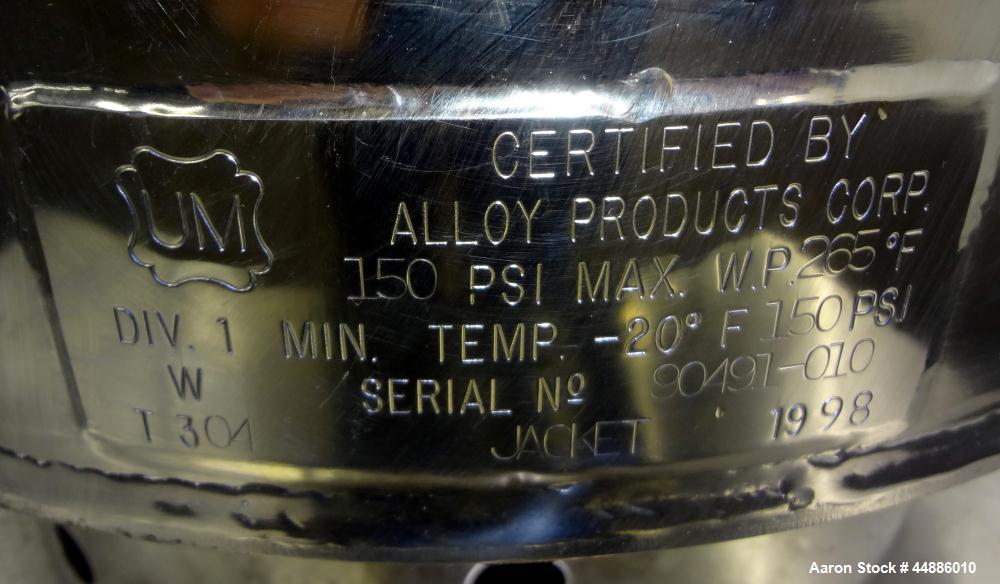 CERTIFIED BY
UM
ALLOY PRODUCTS CORP.
150 PSI MAX. W.P. 265 °F
DIV. 1 MIN. TEMP. -20° F 150 PSI
W SERIAL Nº 90491-010
T 304 JACKET 1998
Aaron Stock # 44886010